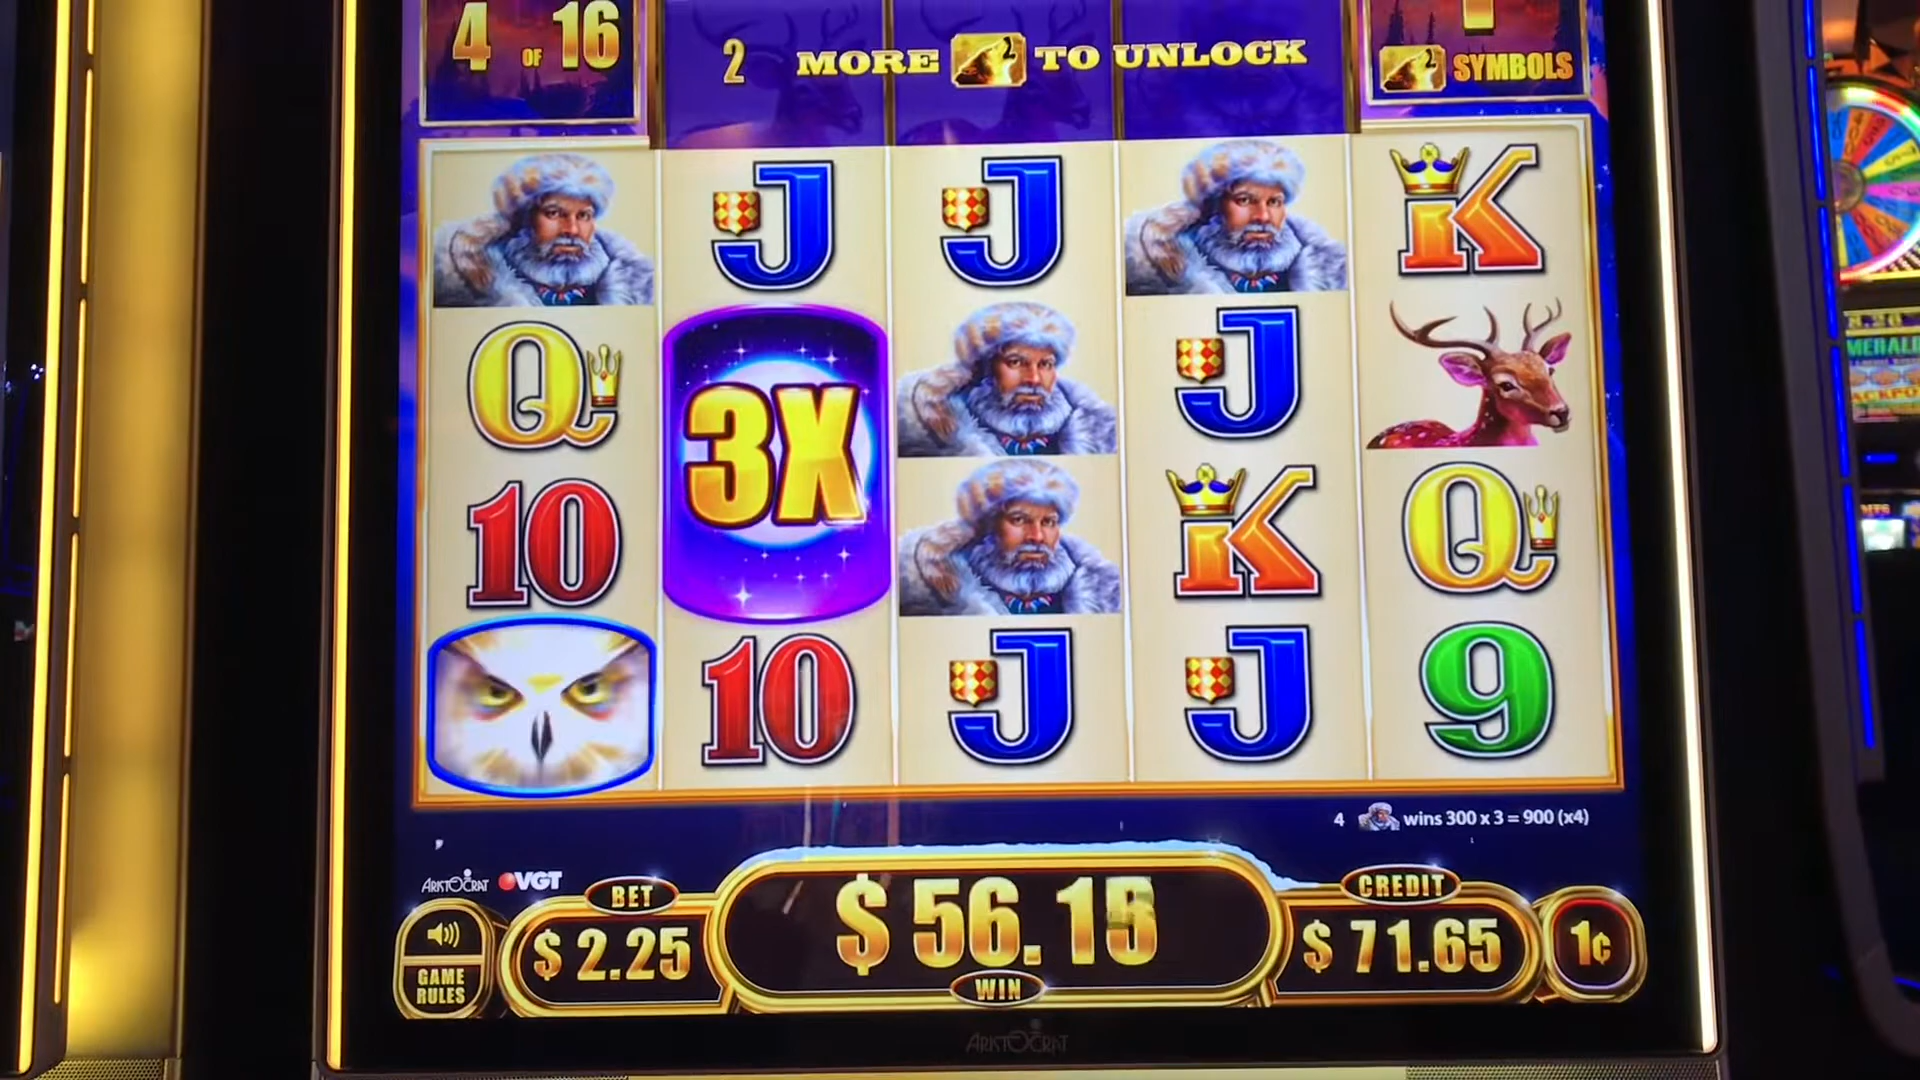 4 OF 16
2 MORE TO UNLOCK
SYMBOLS
J J K
Q 3X J
10 K Q
10 J J 9
4 wins 300 x 3 = 900 (x4)
ARISTOCRAT VGT
BET
$ 2.25
$ 56.15
WIN
CREDIT
$ 71.65
1¢
GAME
RULES
ARISTOCRAT